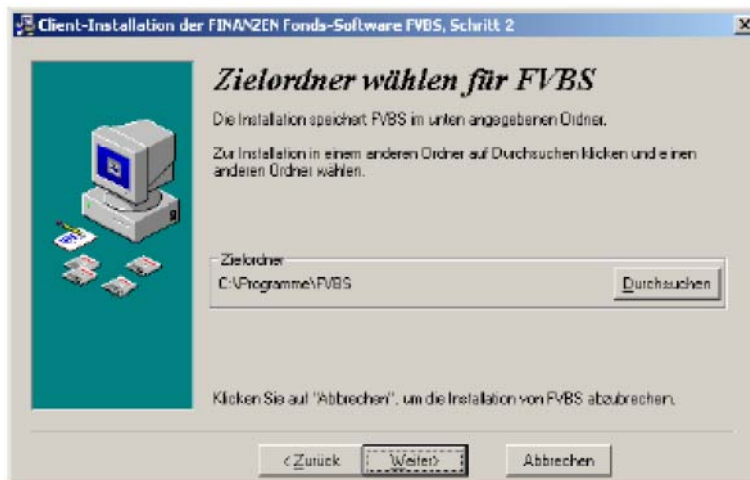 Client-Installation der FINANZEN Fonds-Software FVBS, Schritt 2
Zielordner wählen für FVBS
Die Installation speichert FVBS im unten angegebenen Ordner.
Zur Installation in einem anderen Ordner auf Durchsuchen klicken und einen
anderen Ordner wählen.
Zielordner
C:\Programme\FVBS
Durchsuchen
Klicken Sie auf "Abbrechen", um die Installation von FVBS abzubrechen.
<Zurück
Weiter>
Abbrechen